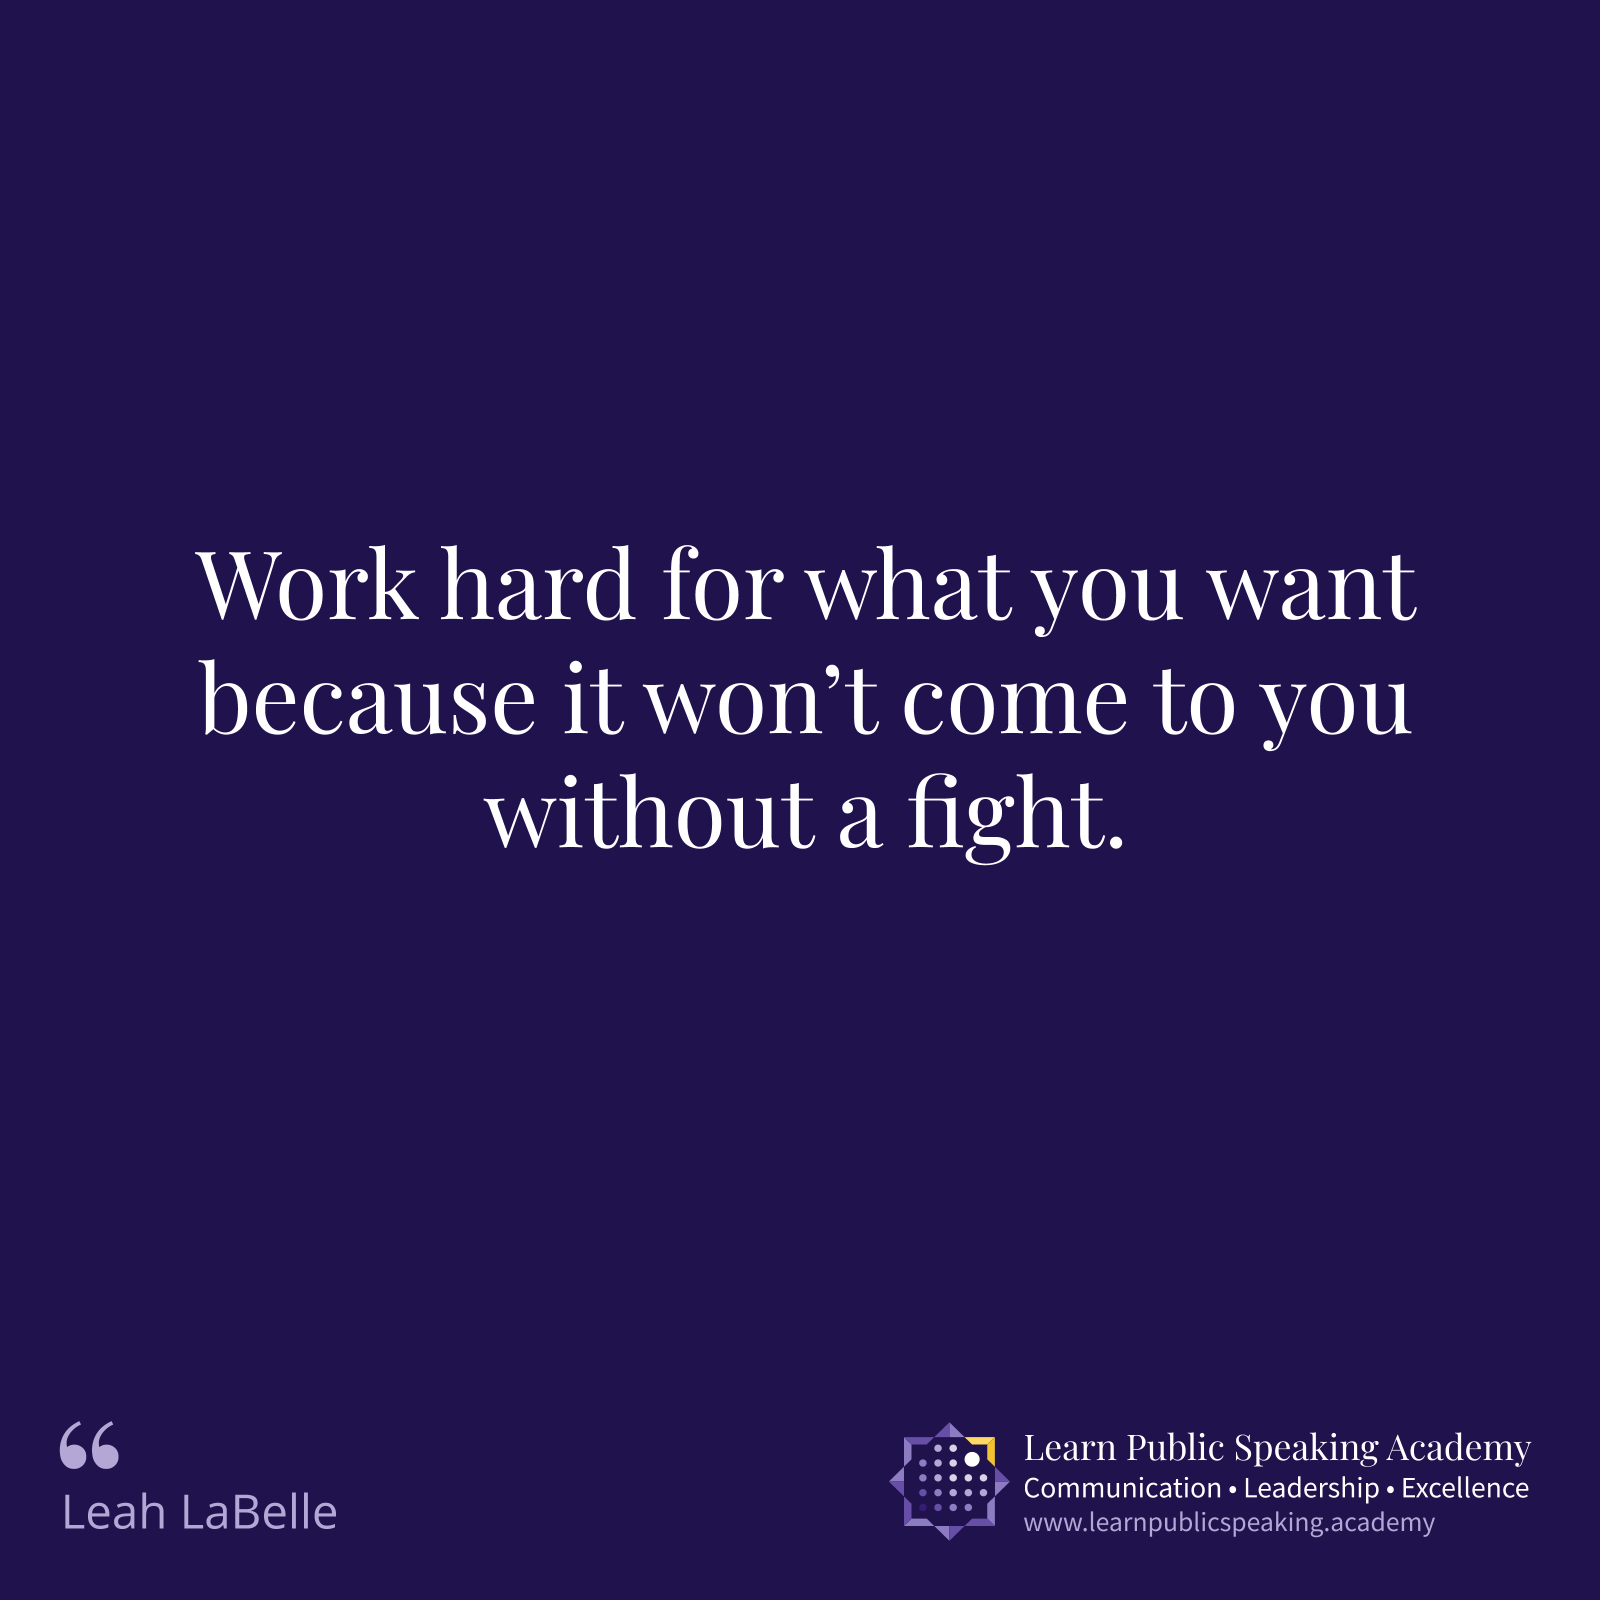 Work hard for what you want
because it won’t come to you
without a fight.
Leah LaBelle
Learn Public Speaking Academy
Communication • Leadership • Excellence
www.learnpublicspeaking.academy